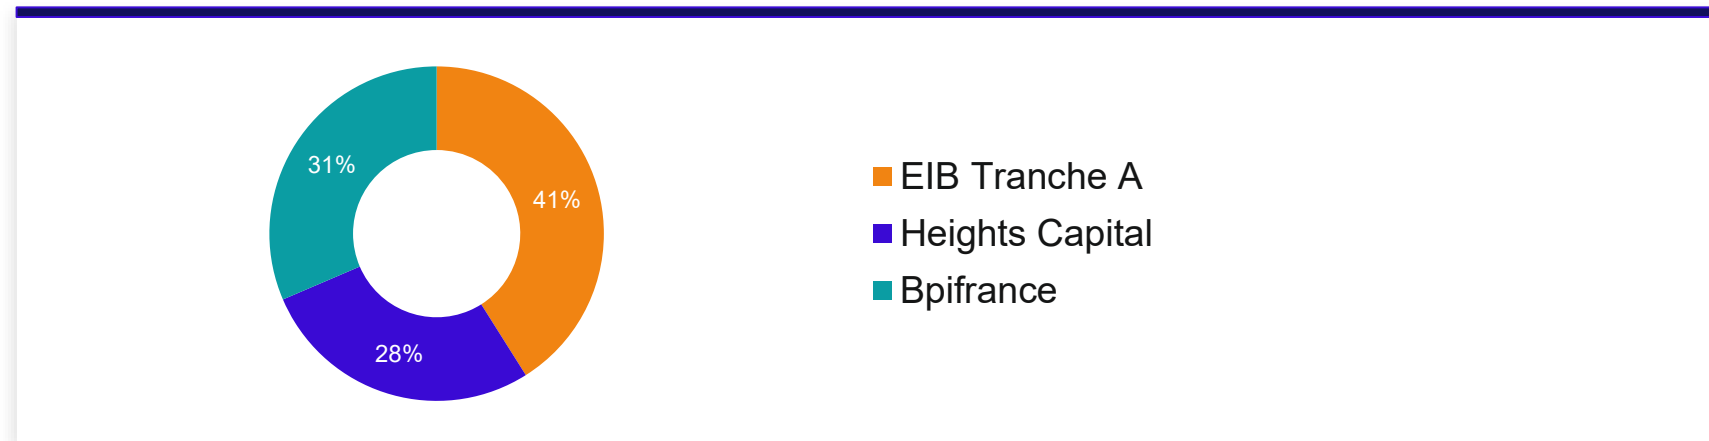 31%
41%
28%
EIB Tranche A
Heights Capital
Bpifrance